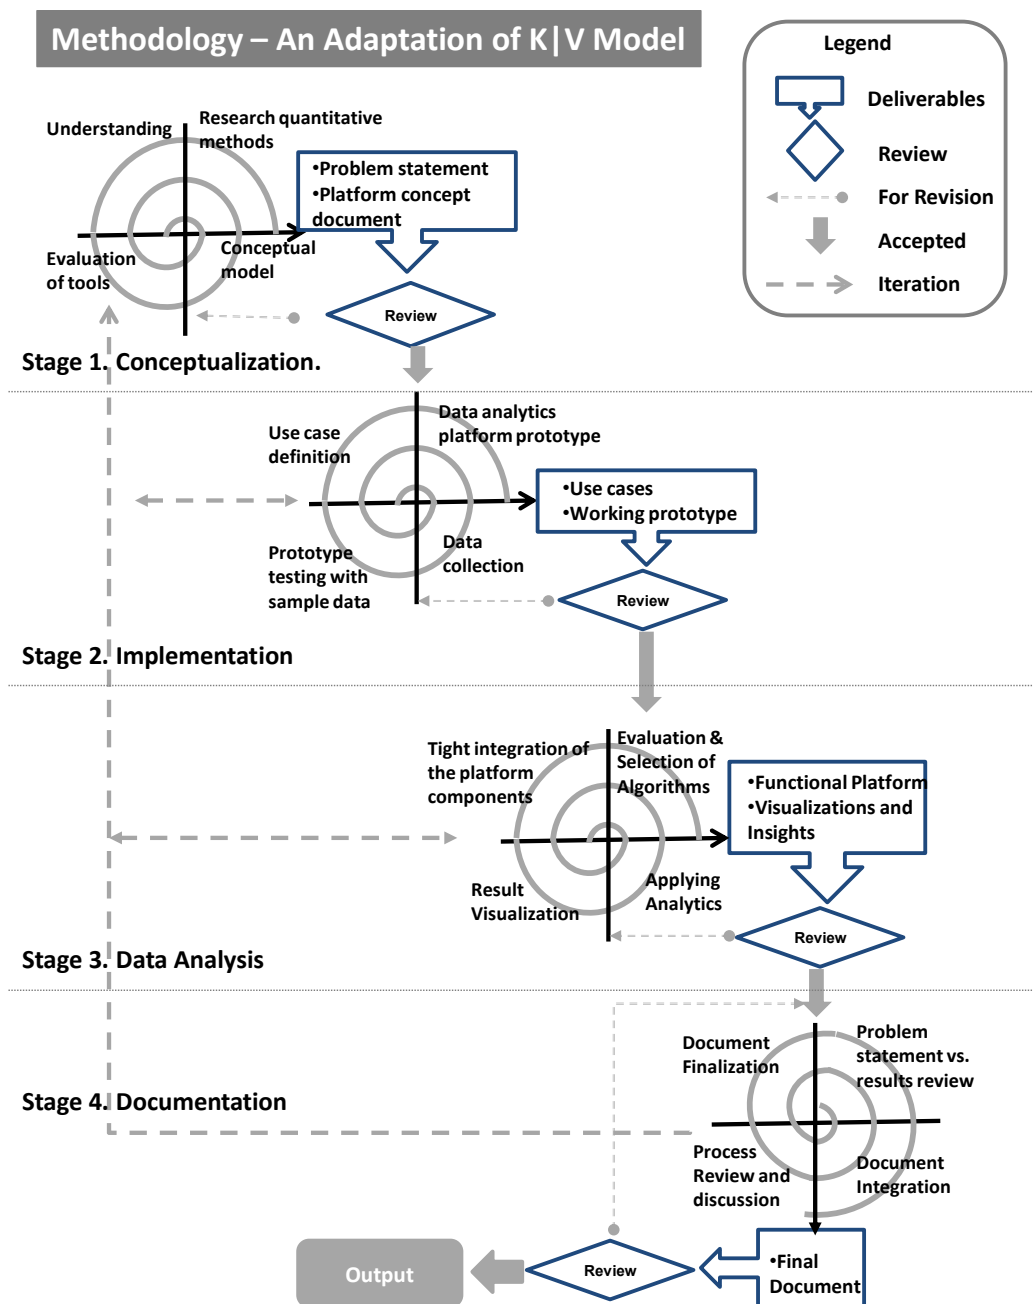 Methodology – An Adaptation of K|V Model
Legend
Deliverables
Review
For Revision
Accepted
Iteration
Understanding
Research quantitative
methods
•Problem statement
•Platform concept
document
Evaluation
of tools
Conceptual
model
Review
Stage 1. Conceptualization.
Use case
definition
Data analytics
platform prototype
•Use cases
•Working prototype
Prototype
testing with
sample data
Data
collection
Review
Stage 2. Implementation
Tight integration of
the platform
components
Evaluation &
Selection of
Algorithms
•Functional Platform
•Visualizations and
Insights
Result
Visualization
Applying
Analytics
Review
Stage 3. Data Analysis
Document
Finalization
Problem
statement vs.
results review
Stage 4. Documentation
Process
Review and
discussion
Document
Integration
•Final
Document
Review
Output